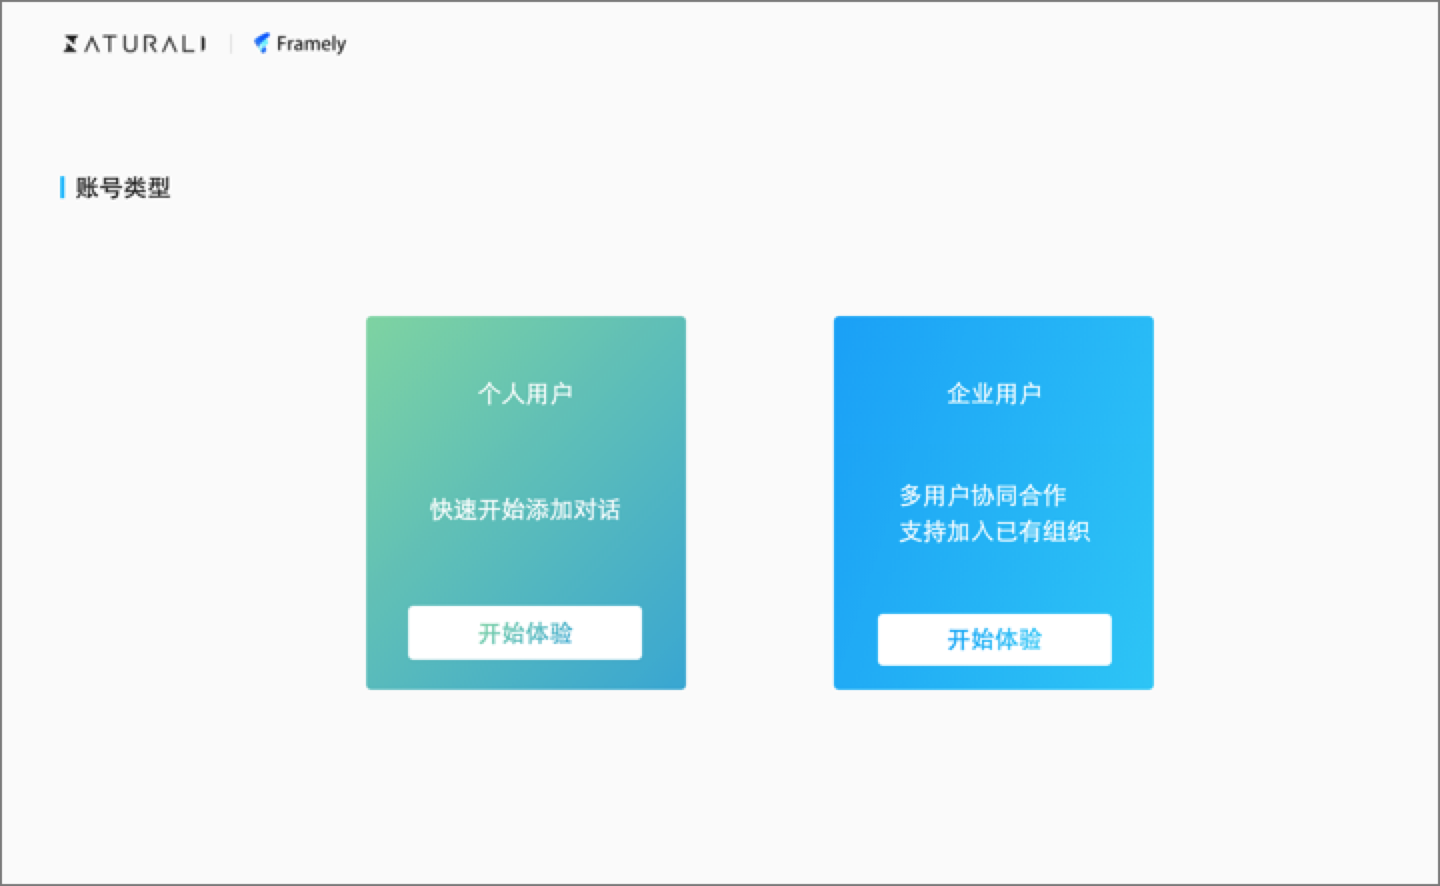 NATURALI
Framely
账号类型
个人用户
快速开始添加对话
开始体验
企业用户
多用户协同合作
支持加入已有组织
开始体验